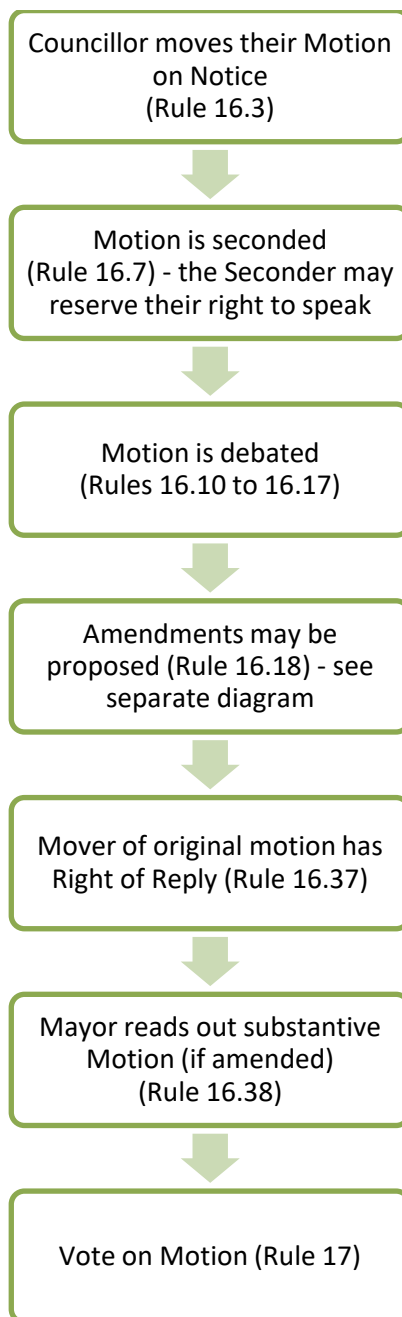 Councillor moves their Motion
on Notice
(Rule 16.3)
Motion is seconded
(Rule 16.7) - the Seconder may
reserve their right to speak
Motion is debated
(Rules 16.10 to 16.17)
Amendments may be
proposed (Rule 16.18) - see
separate diagram
Mover of original motion has
Right of Reply (Rule 16.37)
Mayor reads out substantive
Motion (if amended)
(Rule 16.38)
Vote on Motion (Rule 17)